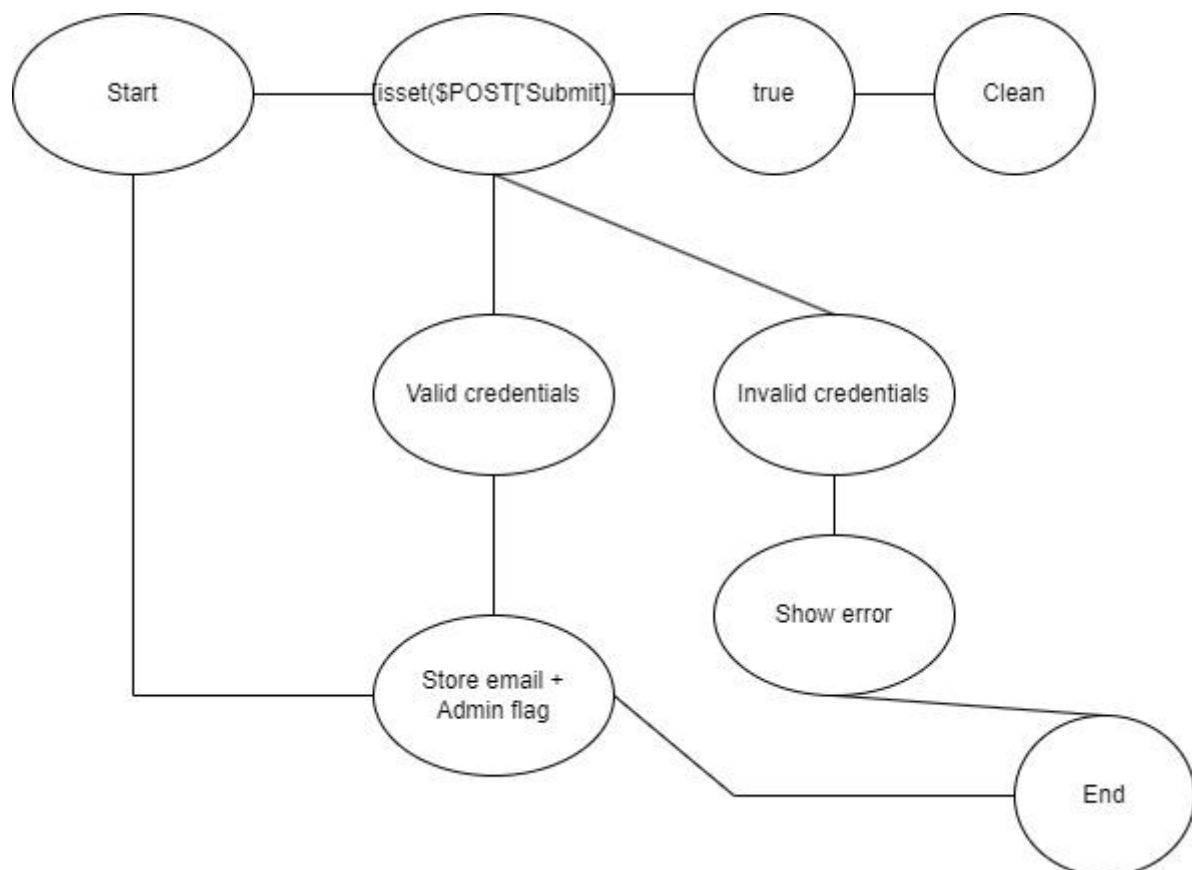 Start
[isset($POST['Submit])
true
Clean
Valid credentials
Invalid credentials
Show error
Store email +
Admin flag
End